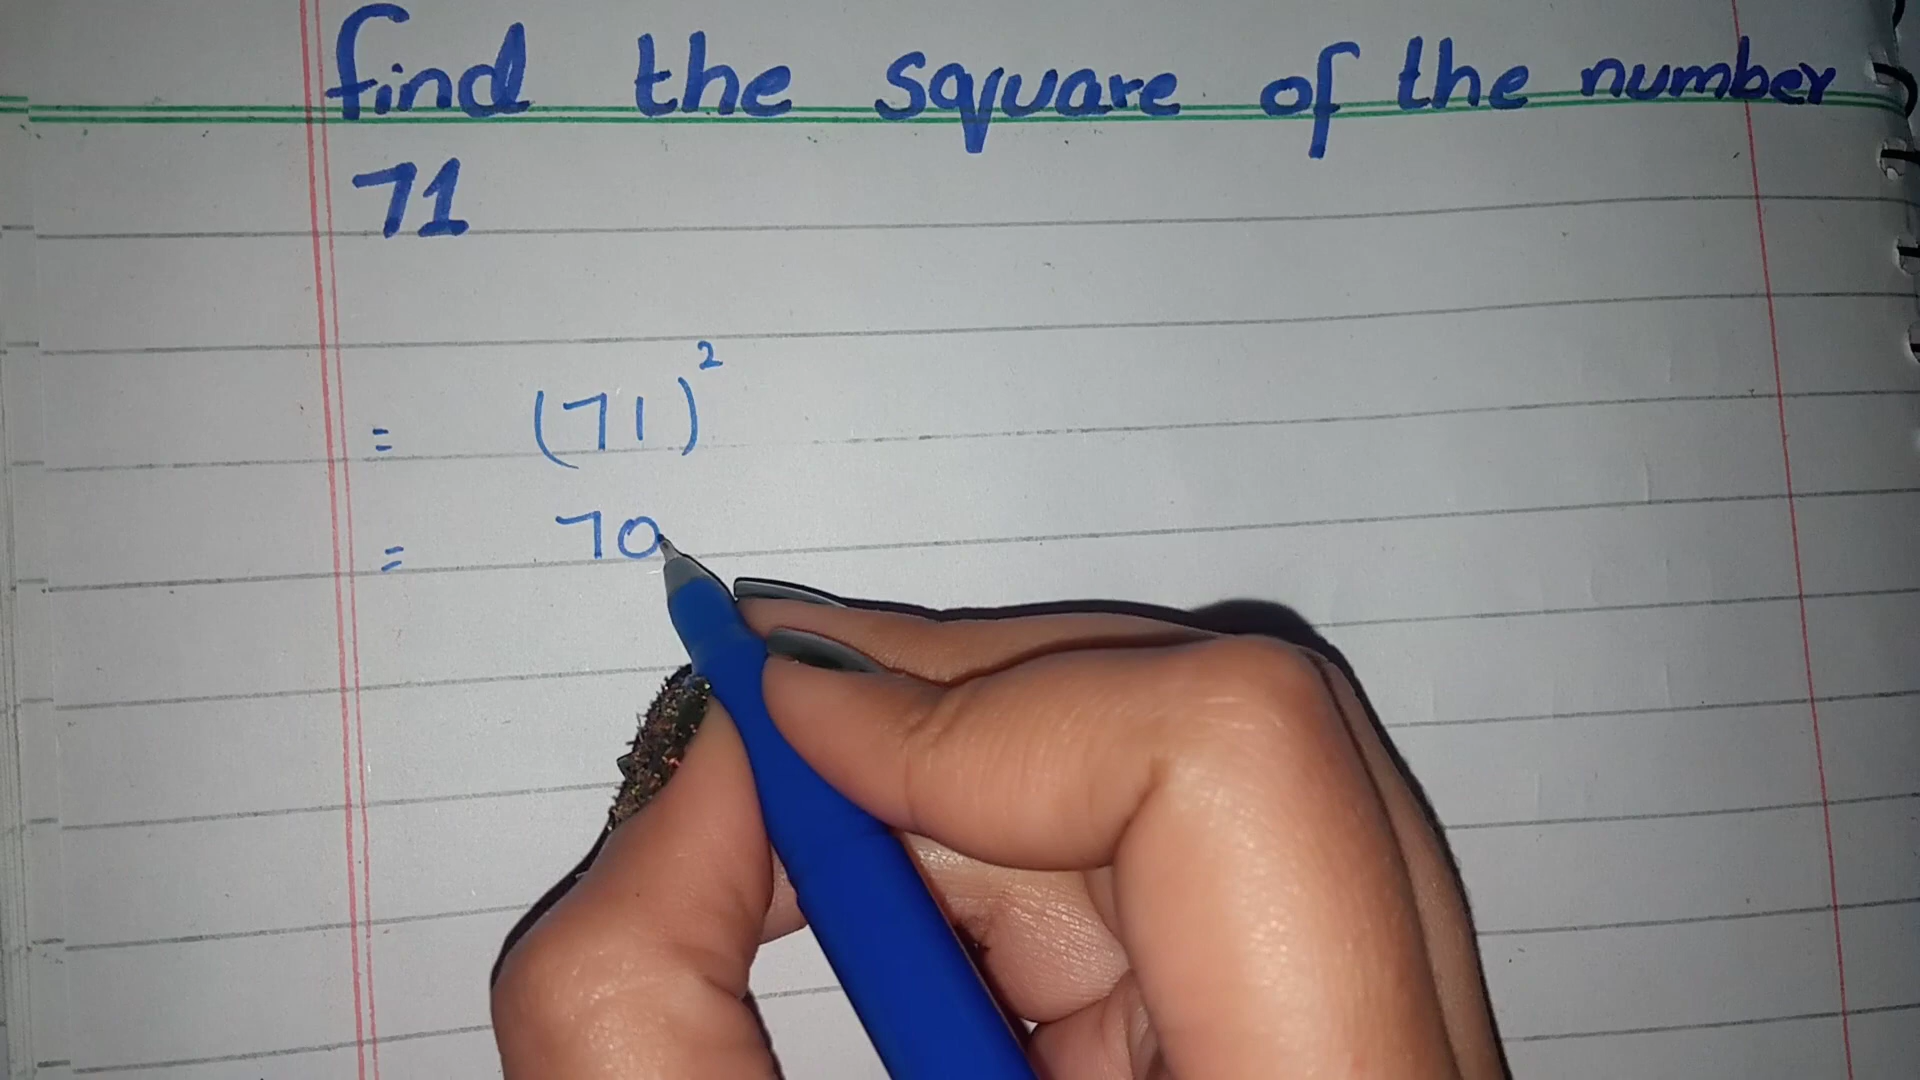 find the square of the number
71
= (71)²
= 70